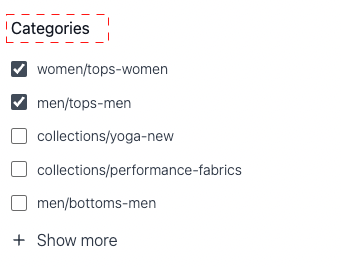 Categories
women/tops-women
men/tops-men
collections/yoga-new
collections/performance-fabrics
men/bottoms-men
+ Show more